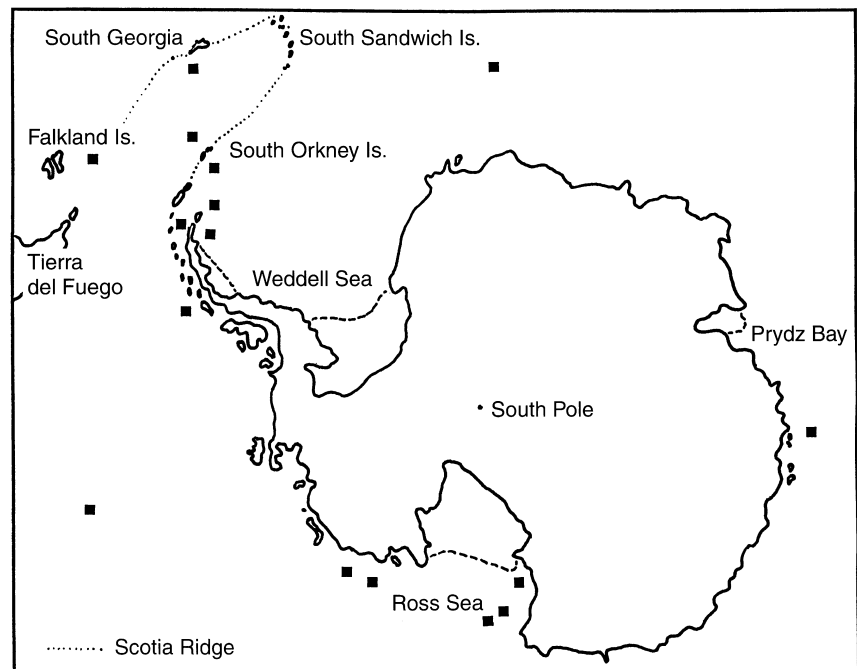 South Georgia
South Sandwich Is.
Falkland Is.
South Orkney Is.
Tierra
del Fuego
Weddell Sea
Prydz Bay
South Pole
Ross Sea
Scotia Ridge